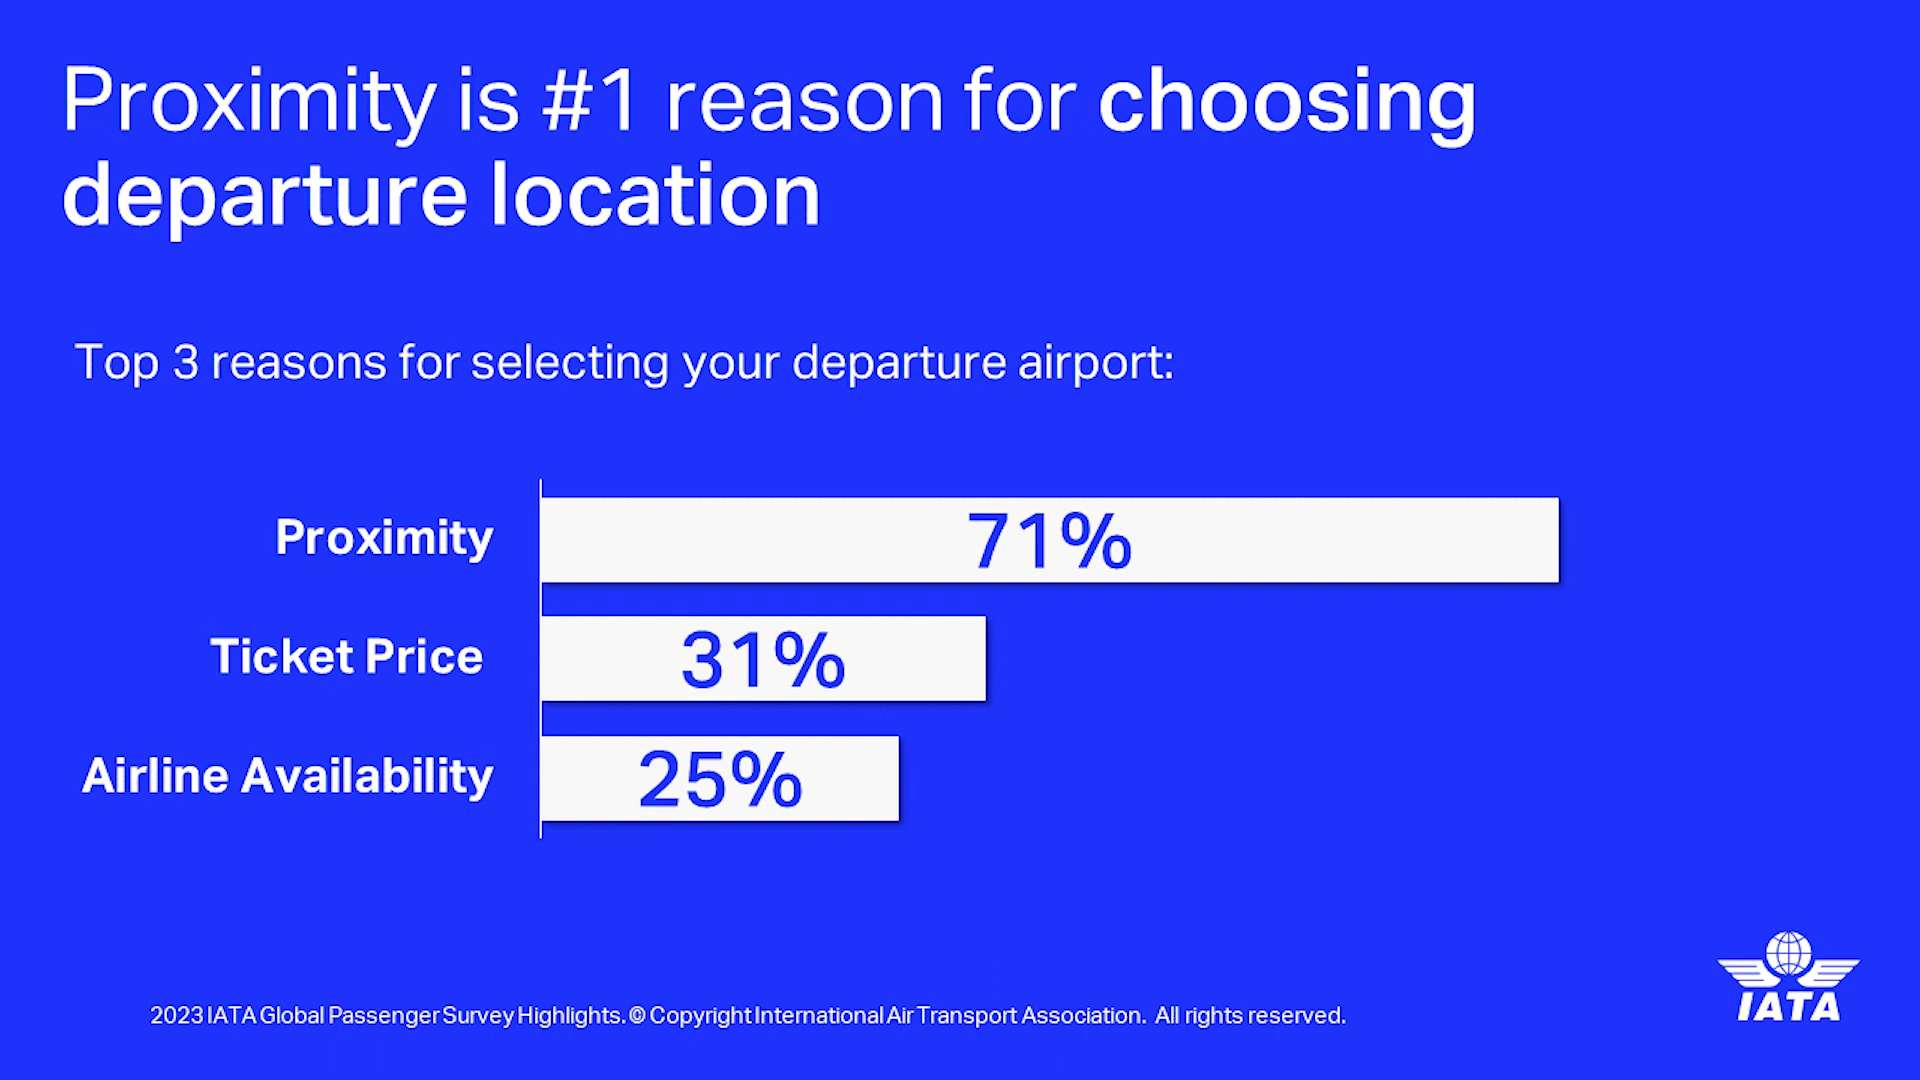 Proximity is #1 reason for choosing
departure location
Top 3 reasons for selecting your departure airport:
Proximity
71%
Ticket Price
31%
Airline Availability
25%
2023 IATA Global Passenger Survey Highlights. © Copyright International Air Transport Association. All rights reserved.
IATA